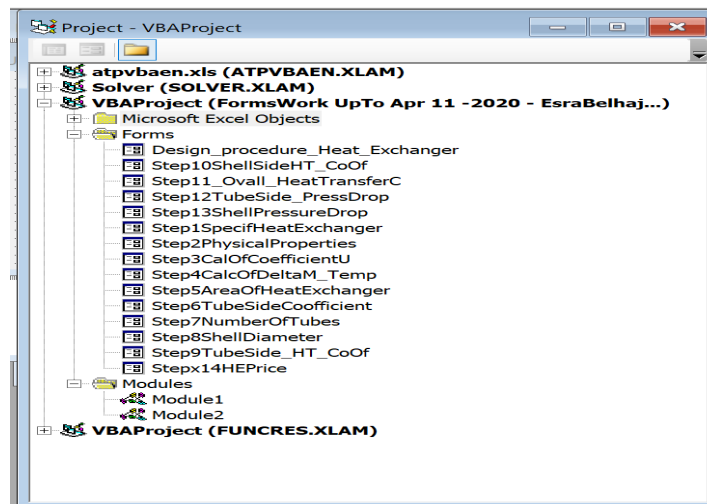 Project - VBAProject
atpvbaen.xls (ATPVBAEN.XLAM)
Solver (SOLVER.XLAM)
VBAProject (FormsWork UpTo Apr 11 -2020 - EsraBelhaj...)
Microsoft Excel Objects
Forms
Design_procedure_Heat_Exchanger
Step10ShellSideHT_CoOf
Step11_Ovall_HeatTransferC
Step12TubeSide_PressDrop
Step13ShellPressureDrop
Step1SpecifHeatExchanger
Step2PhysicalProperties
Step3CalOfCoefficientU
Step4CalcOfDeltaM_Temp
Step5AreaOfHeatExchanger
Step6TubeSideCoofficient
Step7NumberOfTubes
Step8ShellDiameter
Step9TubeSide_HT_CoOf
Stepx14HEPrice
Modules
Module1
Module2
VBAProject (FUNCRES.XLAM)